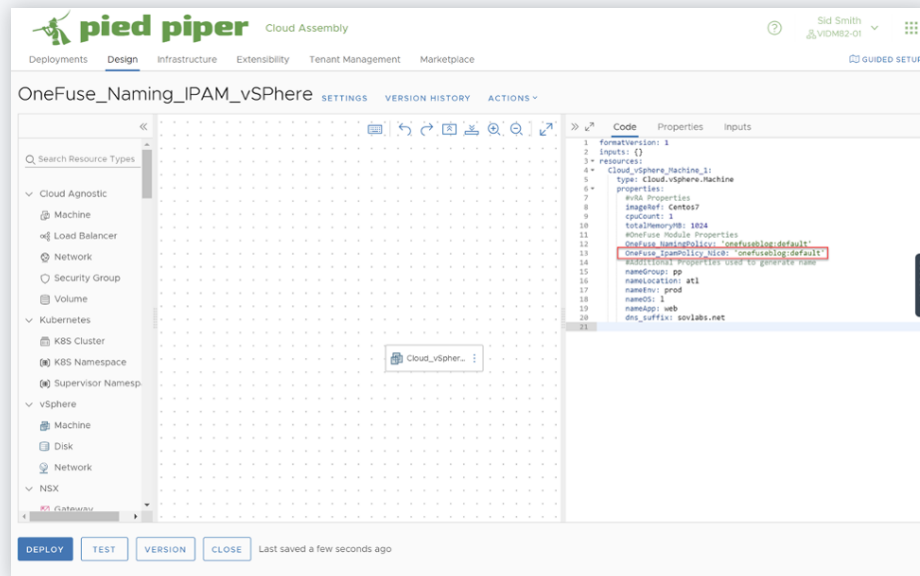 pied piper Cloud Assembly
Sid Smith
VIDM82-01
Deployments Design Infrastructure Extensibility Tenant Management Marketplace
GUIDED SETUP
OneFuse_Naming_IPAM_vSPhere SETTINGS VERSION HISTORY ACTIONS
Search Resource Types
Cloud Agnostic
Machine
Load Balancer
Network
Security Group
Volume
Kubernetes
K8S Cluster
K8S Namespace
Supervisor Namesp
vSphere
Machine
Disk
Network
NSX
Gateway
Cloud_vSpher...
Code Properties Inputs
1 formatVersion: 1
2 inputs: {}
3 resources:
4 Cloud_vSphere_Machine_1:
5 type: Cloud.vSphere.Machine
6 properties:
7 #vRA Properties
8 imageRef: Centos7
9 cpuCount: 1
10 totalMemoryMB: 1024
11 #OneFuse Module Properties
12 OneFuse_NamingPolicy: 'onefuseblog:default'
13 OneFuse_IpamPolicy_Nic0: 'onefuseblog:default'
14 #Additional Properties used to generate name
15 nameGroup: pp
16 nameLocation: atl
17 nameEnv: prod
18 nameOS: l
19 nameApp: web
20 dns_suffix: sovlabs.net
21
DEPLOY TEST VERSION CLOSE Last saved a few seconds ago